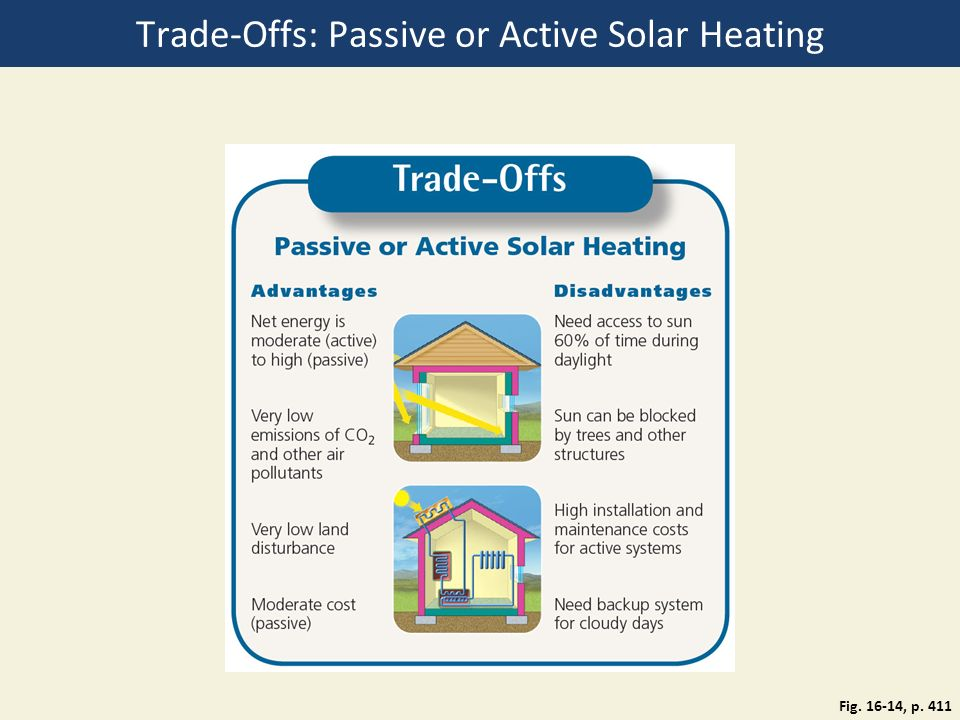 Trade-Offs: Passive or Active Solar Heating
Trade-Offs
Passive or Active Solar Heating
Advantages
Net energy is
moderate (active)
to high (passive)
Very low
emissions of CO₂
and other air
pollutants
Very low land
disturbance
Moderate cost
(passive)
Disadvantages
Need access to sun
60% of time during
daylight
Sun can be blocked
by trees and other
structures
High installation and
maintenance costs
for active systems
Need backup system
for cloudy days
Fig. 16-14, p. 411